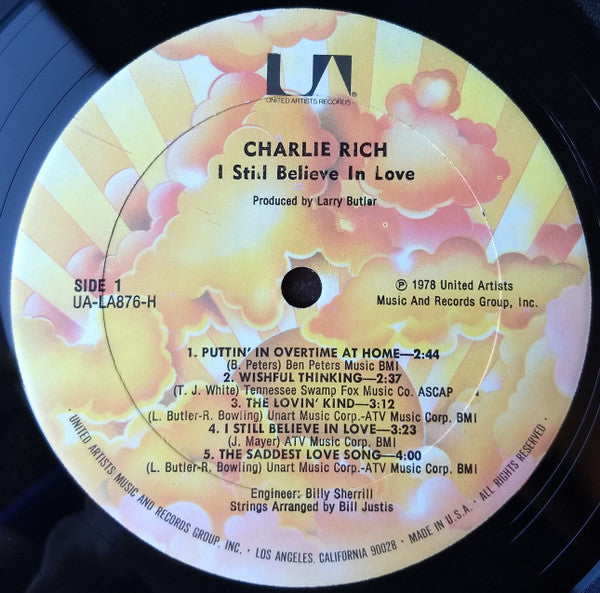 UA
®
UNITED ARTISTS RECORDS
CHARLIE RICH
I Still Believe In Love
Produced by Larry Butler
SIDE 1
UA-LA876-H
℗ 1978 United Artists
Music And Records Group, Inc.
1. PUTTIN' IN OVERTIME AT HOME—2:44
(B. Peters) Ben Peters Music BMI
2. WISHFUL THINKING—2:37
(T. J. White) Tennessee Swamp Fox Music Co. ASCAP
3. THE LOVIN' KIND—3:12
(L. Butler-R. Bowling) Unart Music Corp.-ATV Music Corp. BMI
4. I STILL BELIEVE IN LOVE—3:23
(J. Mayer) ATV Music Corp. BMI
5. THE SADDEST LOVE SONG—4:00
(L. Butler-R. Bowling) Unart Music Corp.-ATV Music Corp. BMI
Engineer: Billy Sherrill
Strings Arranged by Bill Justis
UNITED ARTISTS MUSIC AND RECORDS GROUP, INC. • LOS ANGELES, CALIFORNIA 90028 • MADE IN U.S.A. • ALL RIGHTS RESERVED •